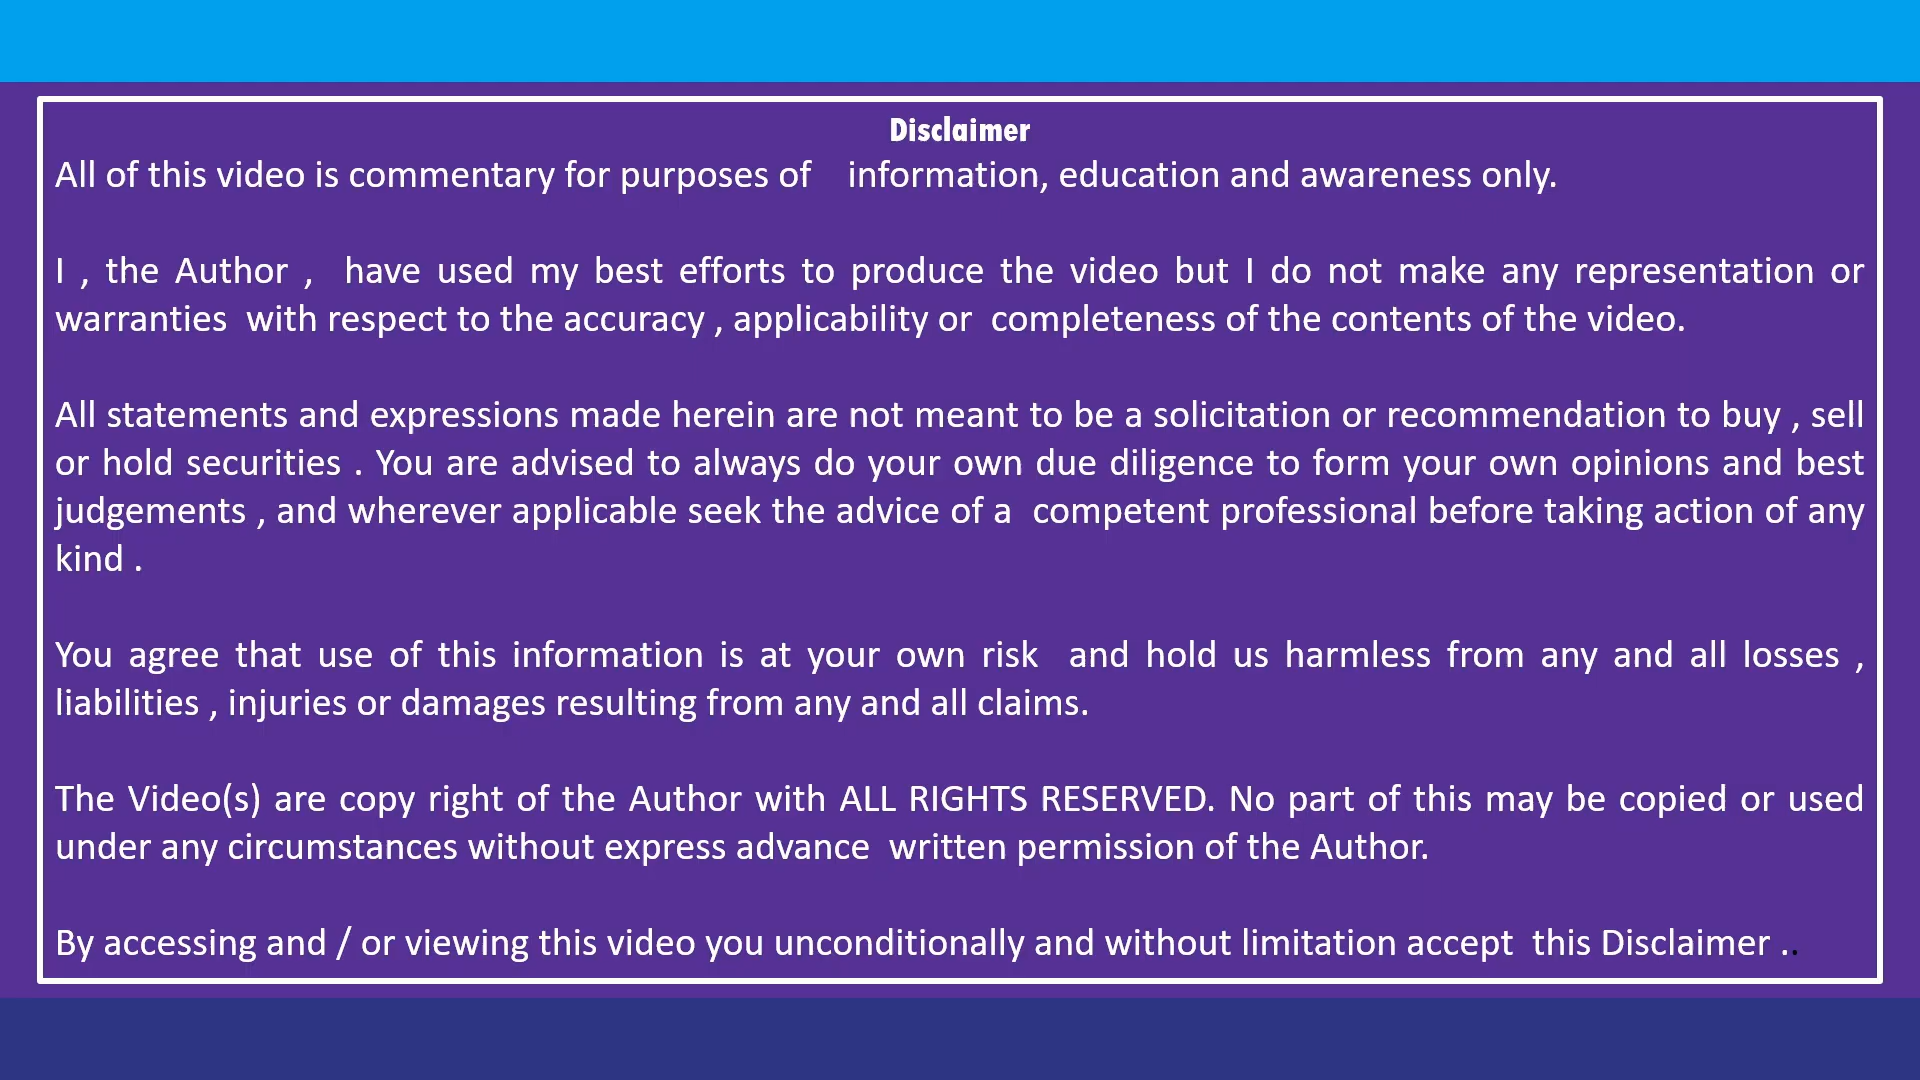 Disclaimer
All of this video is commentary for purposes of    information, education and awareness only.
I , the Author ,  have used my best efforts to produce the video but I do not make any representation or
warranties  with respect to the accuracy , applicability or  completeness of the contents of the video.
All statements and expressions made herein are not meant to be a solicitation or recommendation to buy , sell
or hold securities . You are advised to always do your own due diligence to form your own opinions and best
judgements , and wherever applicable seek the advice of a  competent professional before taking action of any
kind .
You agree that use of this information is at your own risk  and hold us harmless from any and all losses ,
liabilities , injuries or damages resulting from any and all claims.
The Video(s) are copy right of the Author with ALL RIGHTS RESERVED. No part of this may be copied or used
under any circumstances without express advance  written permission of the Author.
By accessing and / or viewing this video you unconditionally and without limitation accept  this Disclaimer ..